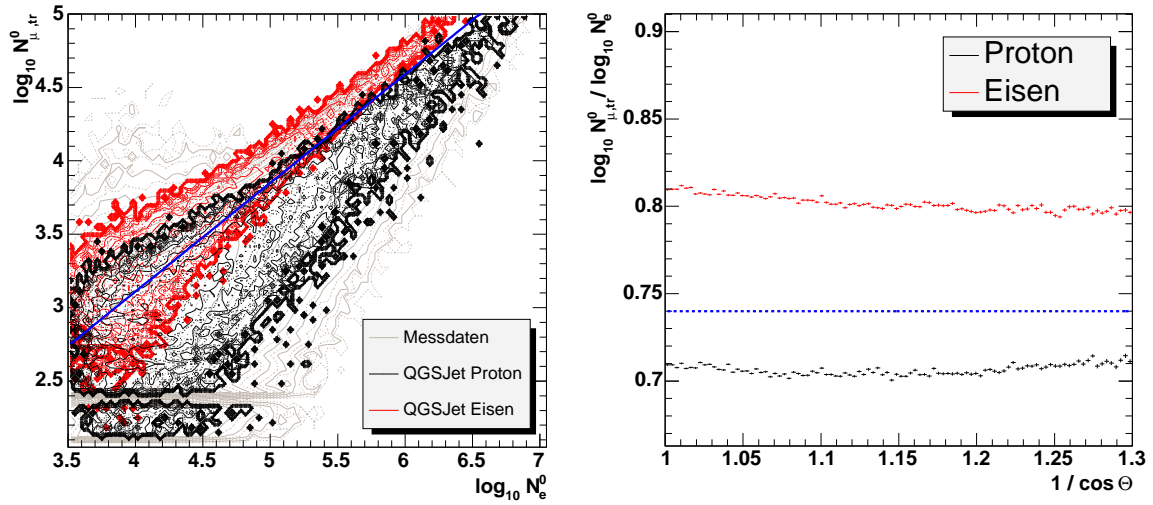 log₁₀ N⁰μ,tr
5
4.5
4
3.5
3
2.5
3.5 4 4.5 5 5.5 6 6.5 7
log₁₀ N⁰e
Messdaten
QGSJet Proton
QGSJet Eisen
log₁₀ N⁰μ,tr / log₁₀ N⁰e
0.9
0.85
0.8
0.75
0.7
1 1.05 1.1 1.15 1.2 1.25 1.3
1 / cos Θ
Proton
Eisen